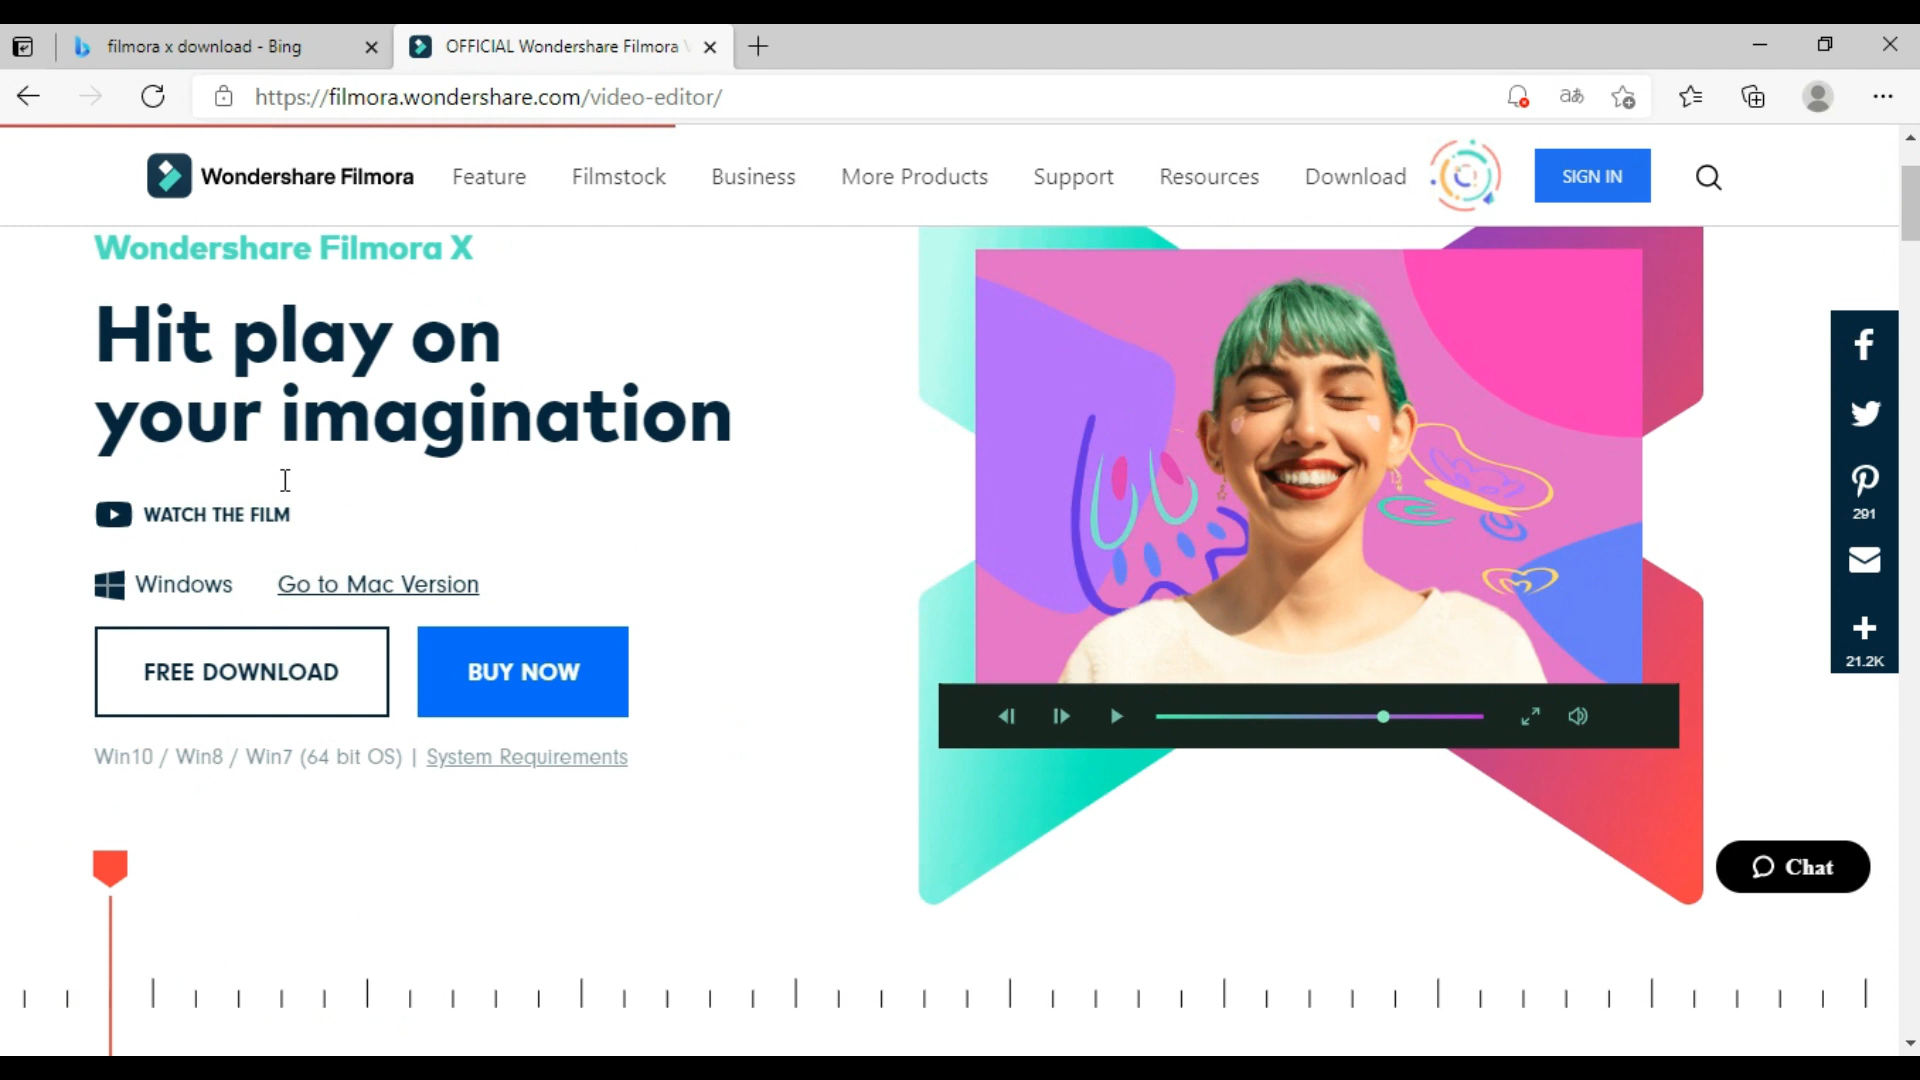 filmora x download - Bing
OFFICIAL Wondershare Filmora
https://filmora.wondershare.com/video-editor/
aあ
Wondershare Filmora
Feature
Filmstock
Business
More Products
Support
Resources
Download
SIGN IN
Wondershare Filmora X
Hit play on
your imagination
WATCH THE FILM
Windows
Go to Mac Version
FREE DOWNLOAD
BUY NOW
Win10 / Win8 / Win7 (64 bit OS) | System Requirements
291
21.2K
Chat